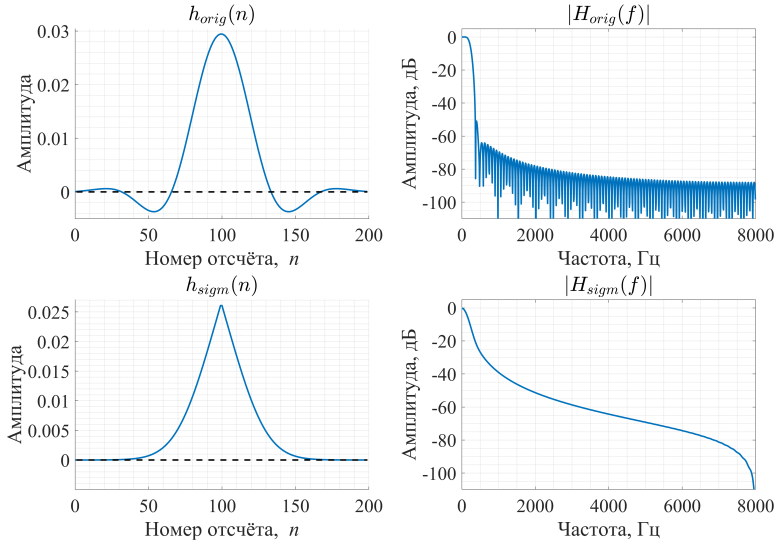 h_orig(n)
Амплитуда
0.03
0.02
0.01
0
0 50 100 150 200
Номер отсчёта, n
|H_orig(f)|
Амплитуда, дБ
0
-20
-40
-60
-80
-100
0 2000 4000 6000 8000
Частота, Гц
h_sigm(n)
Амплитуда
0.025
0.02
0.015
0.01
0.005
0
0 50 100 150 200
Номер отсчёта, n
|H_sigm(f)|
Амплитуда, дБ
0
-20
-40
-60
-80
-100
0 2000 4000 6000 8000
Частота, Гц